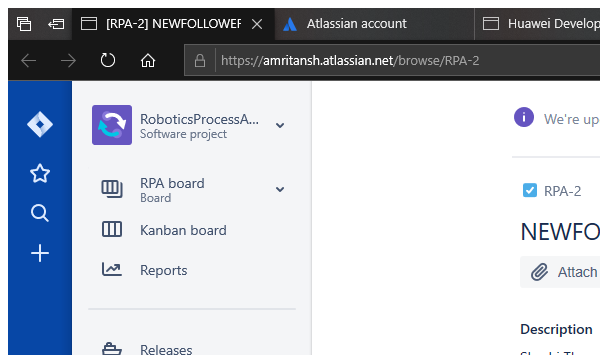 [RPA-2] NEWFOLLOWER
Atlassian account
Huawei Develop
https://amritansh.atlassian.net/browse/RPA-2
RoboticsProcessA...
Software project
RPA board
Board
Kanban board
Reports
Releases
We're up
RPA-2
NEWFO
Attach
Description